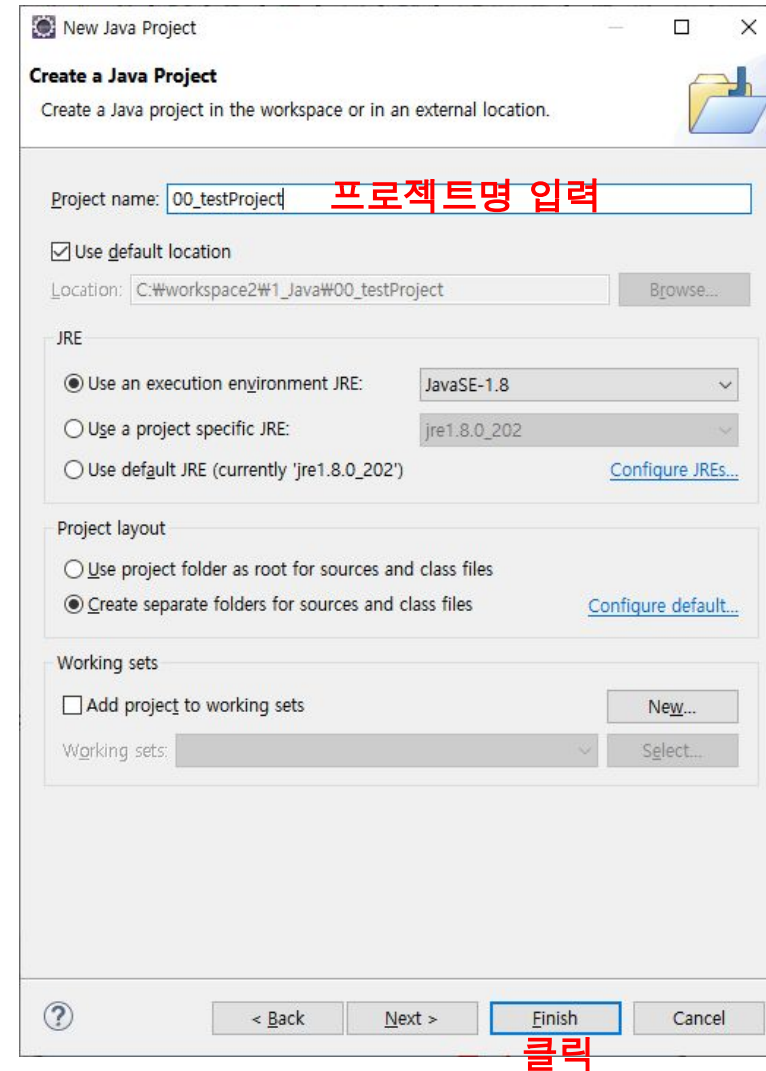 New Java Project
Create a Java Project
Create a Java project in the workspace or in an external location.
Project name: 00_testProject 프로젝트명 입력
Use default location
Location: C:₩workspace2₩1_Java₩00_testProject Browse...
JRE
Use an execution environment JRE: JavaSE-1.8
Use a project specific JRE: jre1.8.0_202
Use default JRE (currently 'jre1.8.0_202') Configure JREs...
Project layout
Use project folder as root for sources and class files
Create separate folders for sources and class files Configure default...
Working sets
Add project to working sets New...
Working sets: Select...
? < Back Next > Finish Cancel
클릭